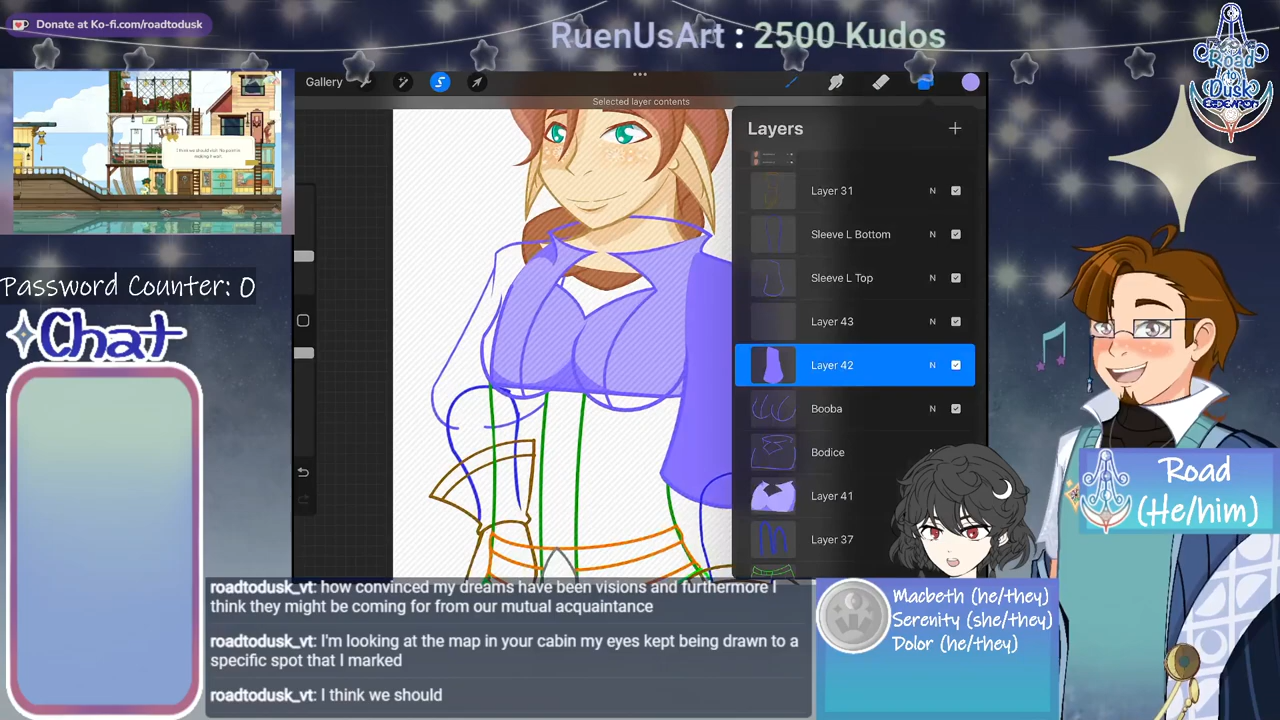 Donate at Ko-fi.com/roadtodusk
RuenUsArt : 2500 Kudos
Road
to
Dusk
Gallery
Selected layer contents
Layers
Layer 31
N
Sleeve L Bottom
N
Sleeve L Top
N
Layer 43
N
Layer 42
N
Booba
N
Bodice
Layer 41
Layer 37
Password Counter: 0
Chat
roadtodusk_vt: how convinced my dreams have been visions and furthermore I
think they might be coming for from our mutual acquaintance
roadtodusk_vt: I'm looking at the map in your cabin my eyes kept being drawn to a
specific spot that I marked
roadtodusk_vt: I think we should
Road
(He/him)
Macbeth (he/they)
Serenity (she/they)
Dolor (he/they)